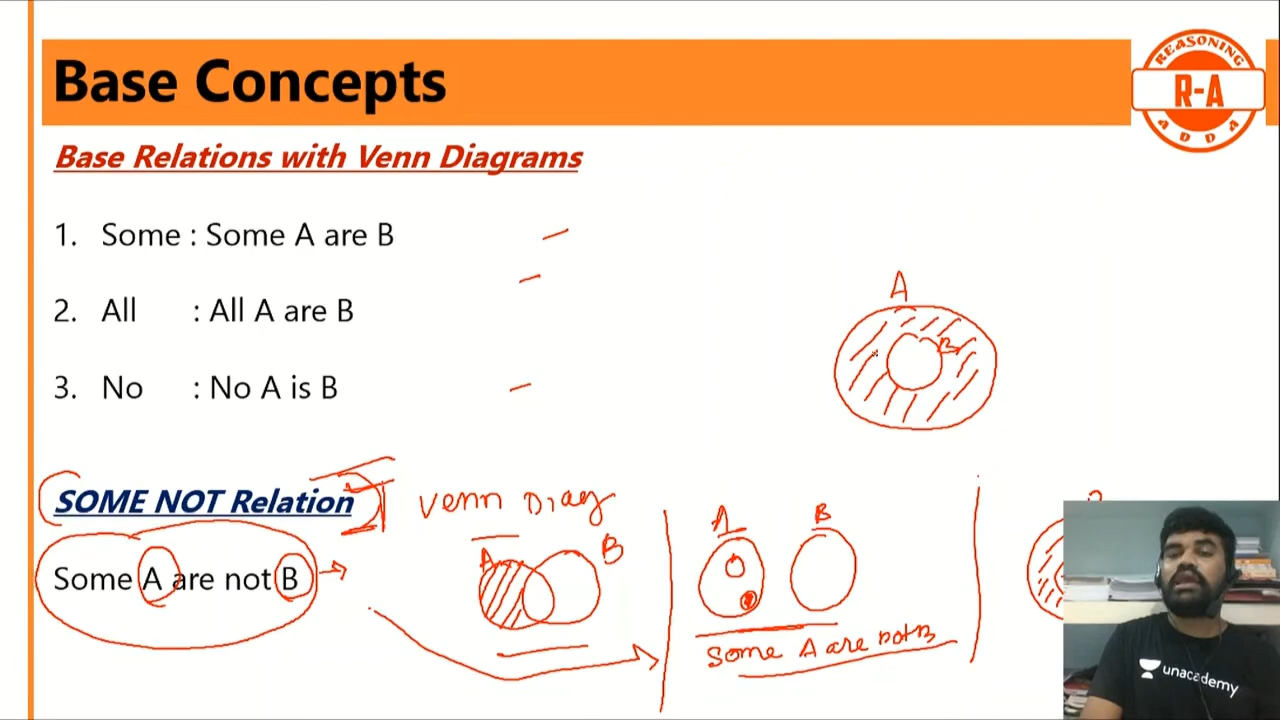 Base Concepts
REASONING
R-A
ADDA
Base Relations with Venn Diagrams
1. Some : Some A are B
2. All : All A are B
3. No : No A is B
A
B
SOME NOT Relation
Venn Diag
Some A are not B
A
B
A
B
Some A are not B
unacademy